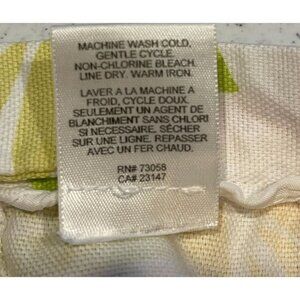 MACHINE WASH COLD,
GENTLE CYCLE.
NON-CHLORINE BLEACH.
LINE DRY. WARM IRON.
LAVER A LA MACHINE A
FROID, CYCLE DOUX.
SEULEMENT UN AGENT DE
BLANCHIMENT SANS CHLORI
SI NECESSAIRE. SÉCHER
SUR UNE LIGNE. REPASSER
AVEC UN FER CHAUD.
RN# 73058
CA# 23147